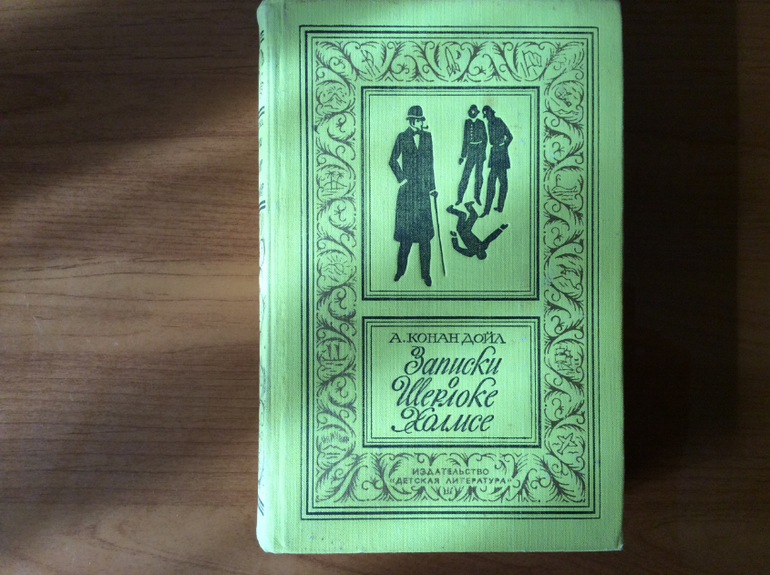 А. КОНАН ДОЙЛ
Записки
о
Шерлоке
Холмсе
ИЗДАТЕЛЬСТВО
«ДЕТСКАЯ ЛИТЕРАТУРА»